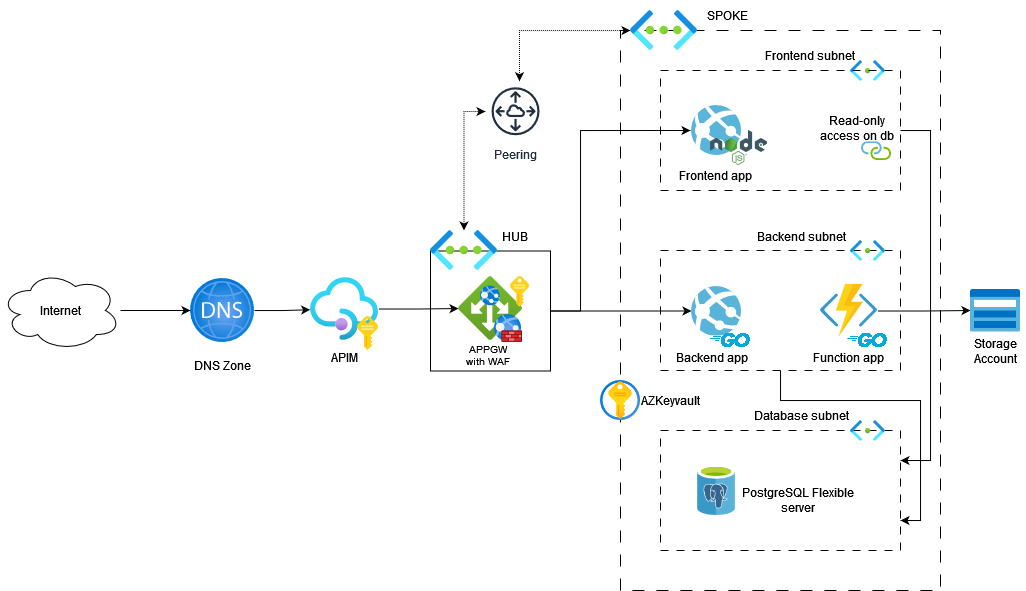 SPOKE
Frontend subnet
Read-only
access on db
node
JS
Frontend app
Peering
HUB
Backend subnet
Internet
DNS
DNS Zone
APIM
APPGW
with WAF
GO
Backend app
GO
Function app
Storage
Account
AZKeyvault
Database subnet
PostgreSQL Flexible
server